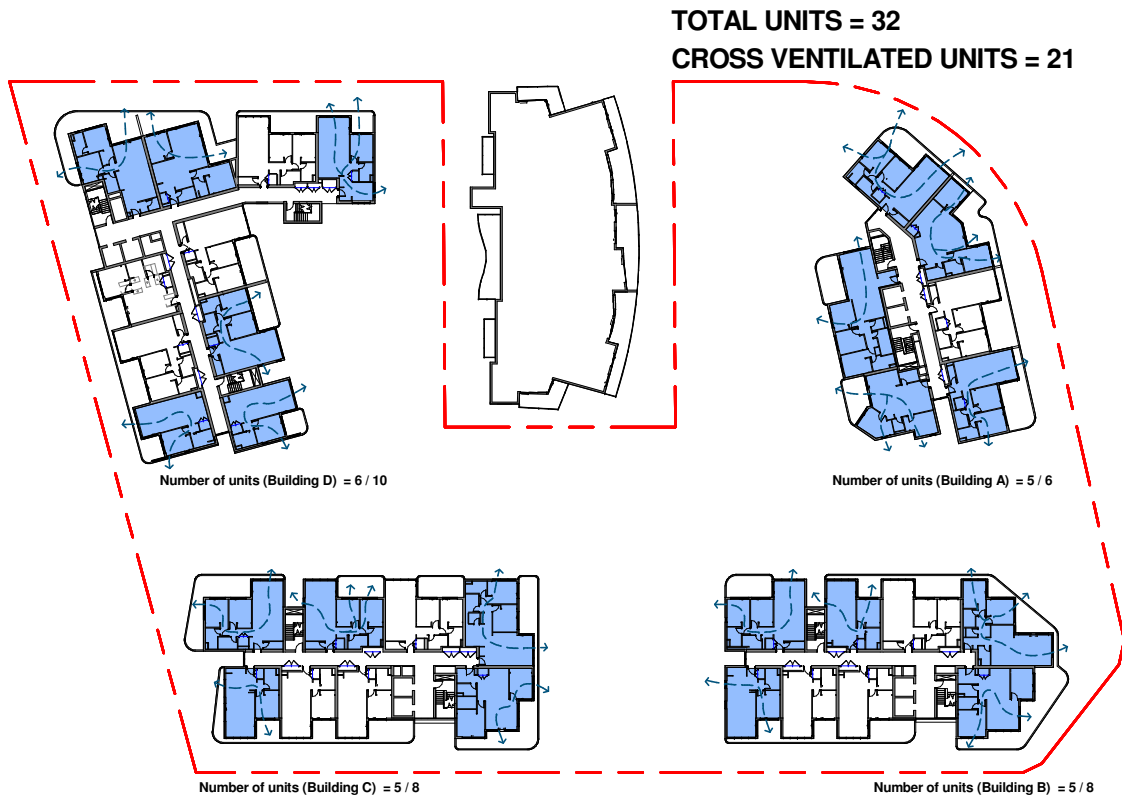 TOTAL UNITS = 32
CROSS VENTILATED UNITS = 21
Number of units (Building D) = 6 / 10
Number of units (Building A) = 5 / 6
Number of units (Building C) = 5 / 8
Number of units (Building B) = 5 / 8